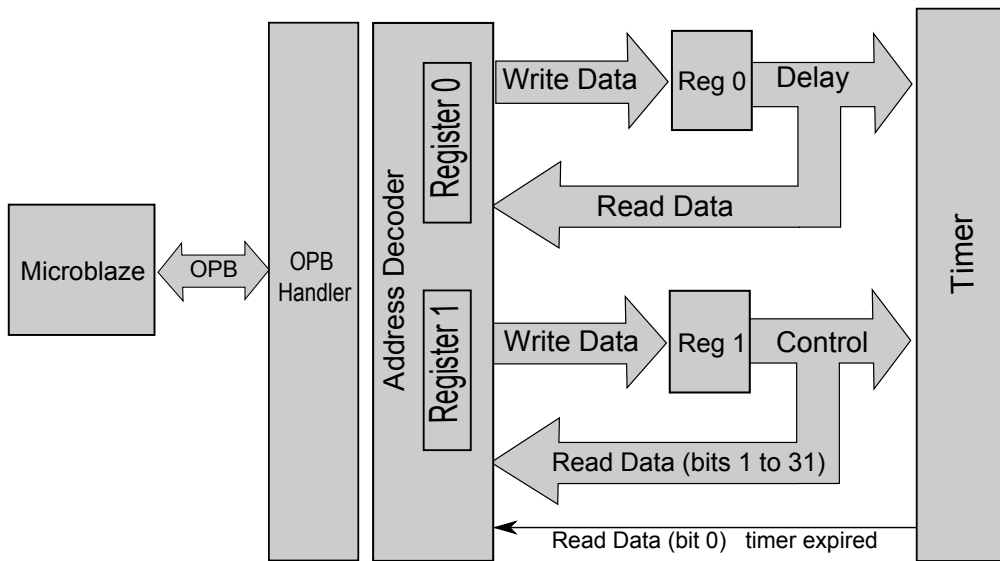 Microblaze
OPB
OPB
Handler
Address Decoder
Register 0
Register 1
Write Data
Reg 0
Delay
Read Data
Write Data
Reg 1
Control
Read Data (bits 1 to 31)
Read Data (bit 0) timer expired
Timer